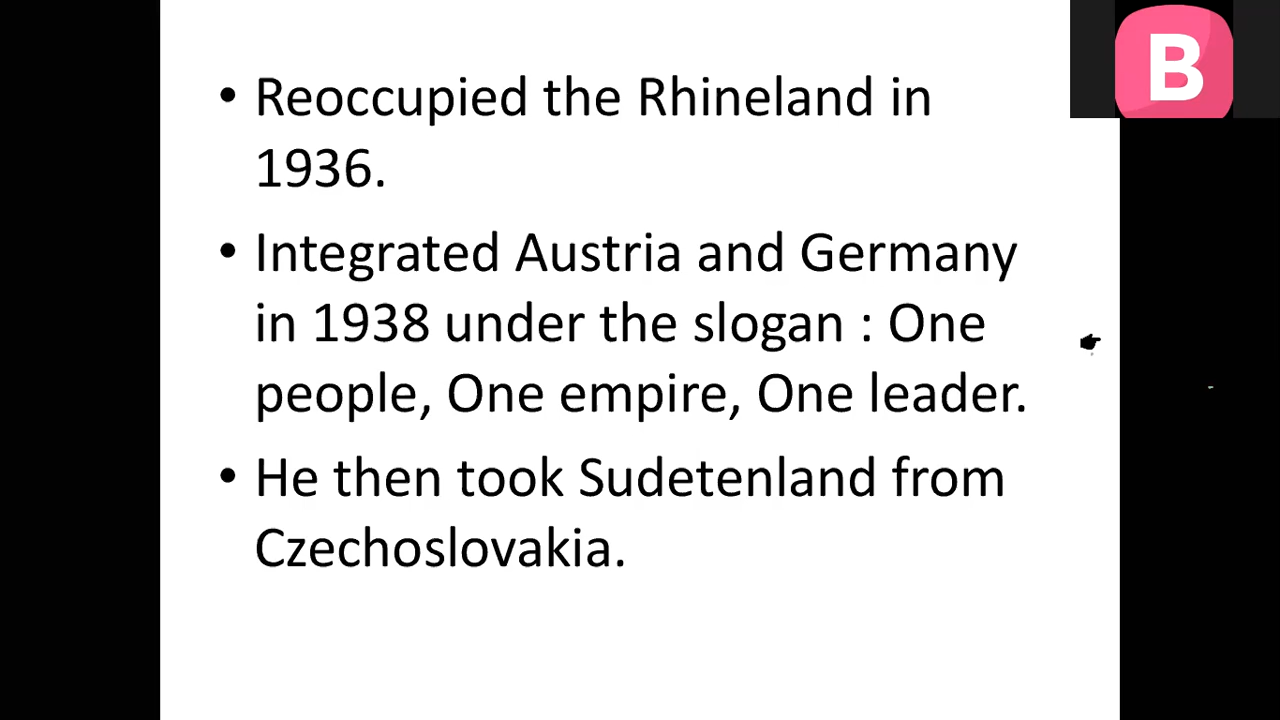 B
• Reoccupied the Rhineland in
1936.
• Integrated Austria and Germany
in 1938 under the slogan : One
people, One empire, One leader.
• He then took Sudetenland from
Czechoslovakia.